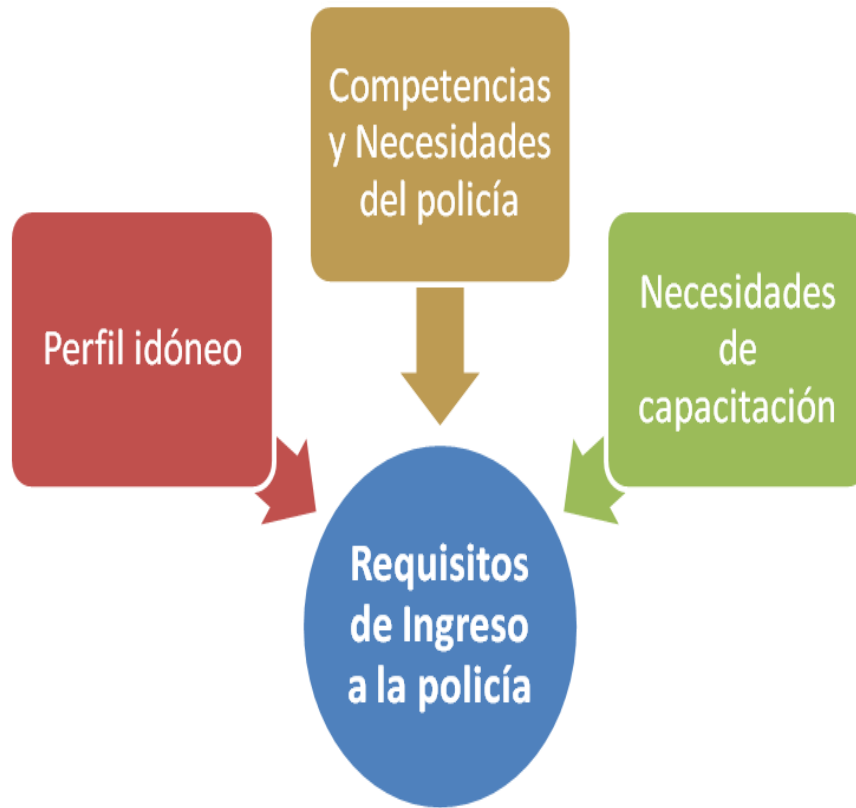 Competencias
y Necesidades
del policía
Perfil idóneo
Necesidades
de
capacitación
Requisitos
de Ingreso
a la policía